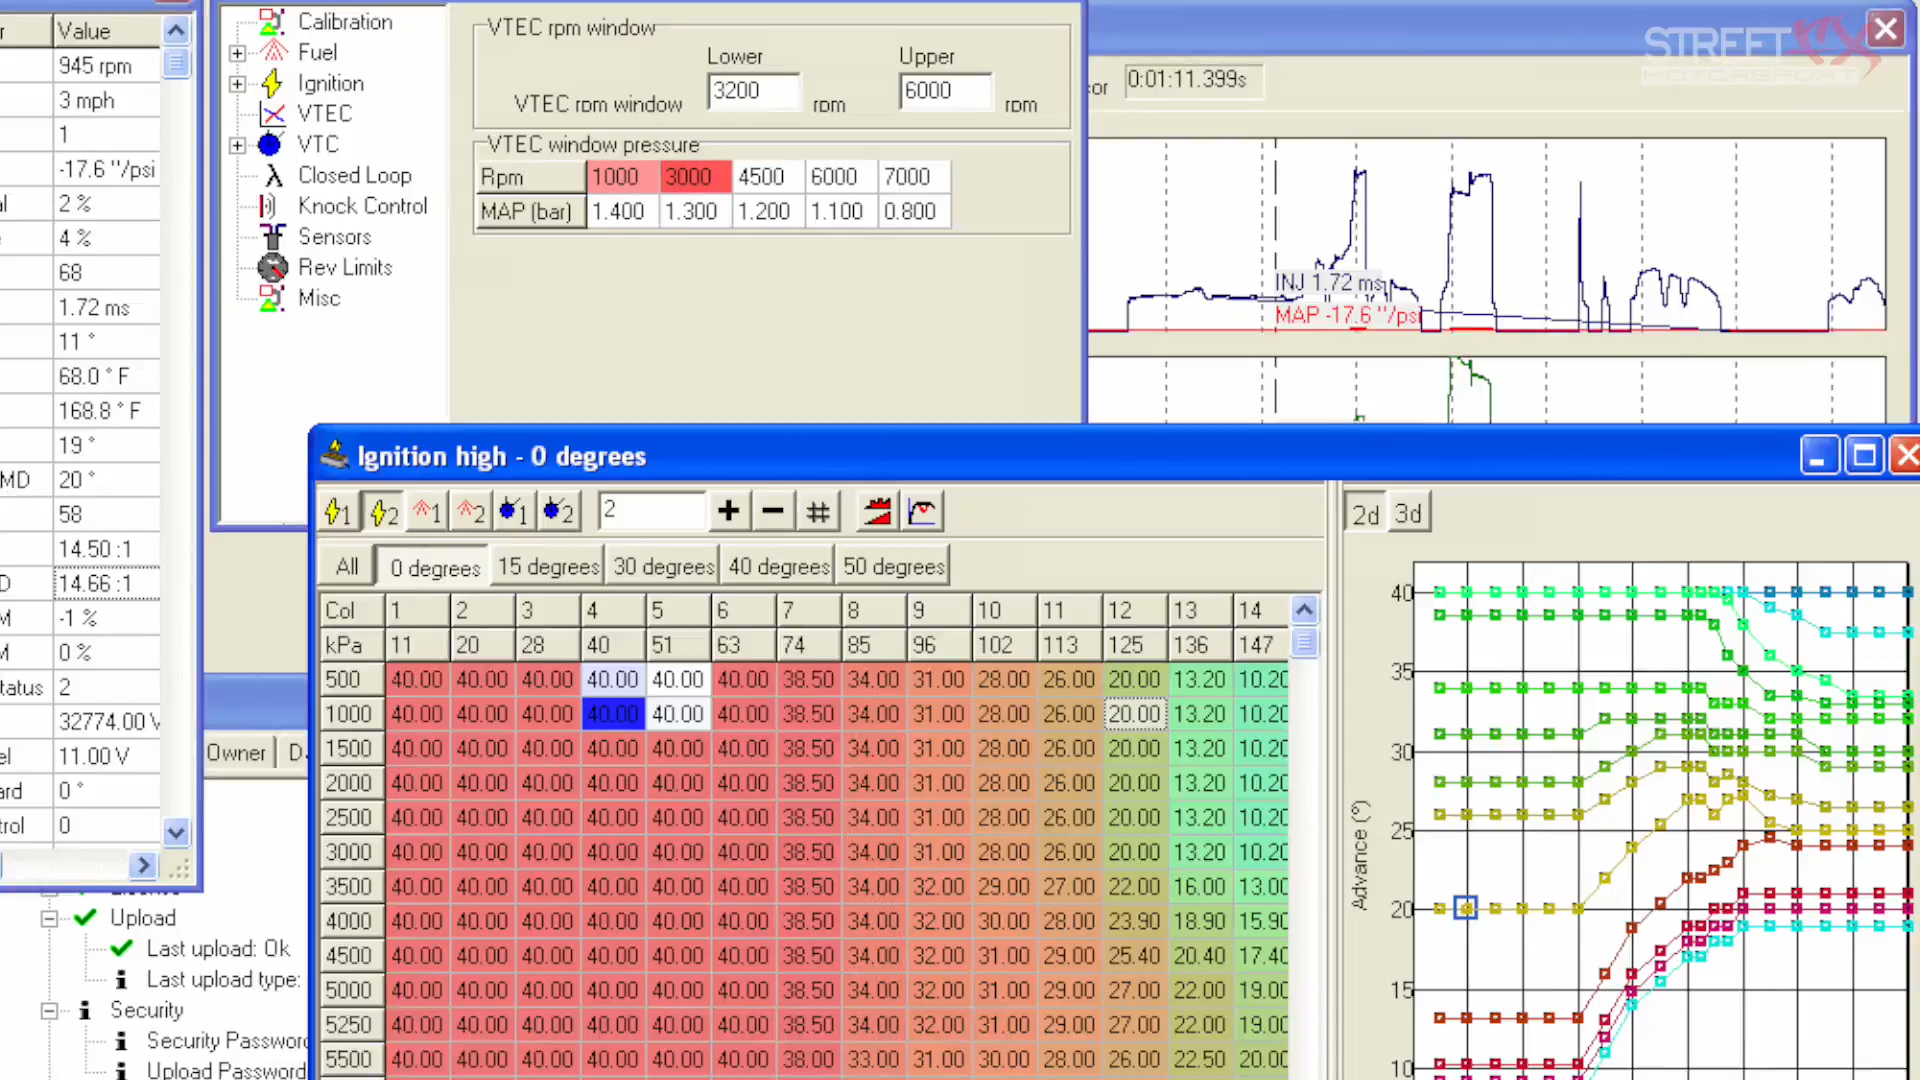 r Value
945 rpm
3 mph
1
-17.6 "/psi
al 2 %
e 4 %
68
1.72 ms
11 °
68.0 ° F
168.8 ° F
19 °
MD 20 °
58
14.50 :1
D 14.66 :1
M -1 %
M 0 %
tatus 2
32774.00 V
el 11.00 V
ard 0 °
trol 0
Calibration
Fuel
Ignition
VTEC
VTC
Closed Loop
Knock Control
Sensors
Rev Limits
Misc
VTEC rpm window
Lower Upper
VTEC rpm window 3200 rpm 6000 rpm
VTEC window pressure
Rpm 1000 3000 4500 6000 7000
MAP (bar) 1.400 1.300 1.200 1.100 0.800
STREET
MOTORSPORT
or 0:01:11.399s
INJ 1.72 ms
MAP -17.6 "/psi
Ignition high - 0 degrees
1 2 1 2 1 2 2
2d 3d
All 0 degrees 15 degrees 30 degrees 40 degrees 50 degrees
Col 1 2 3 4 5 6 7 8 9 10 11 12 13 14
kPa 11 20 28 40 51 63 74 85 96 102 113 125 136 147
500 40.00 40.00 40.00 40.00 40.00 40.00 38.50 34.00 31.00 28.00 26.00 20.00 13.20 10.20
1000 40.00 40.00 40.00 40.00 40.00 40.00 38.50 34.00 31.00 28.00 26.00 20.00 13.20 10.20
1500 40.00 40.00 40.00 40.00 40.00 40.00 38.50 34.00 31.00 28.00 26.00 20.00 13.20 10.20
2000 40.00 40.00 40.00 40.00 40.00 40.00 38.50 34.00 31.00 28.00 26.00 20.00 13.20 10.20
2500 40.00 40.00 40.00 40.00 40.00 40.00 38.50 34.00 31.00 28.00 26.00 20.00 13.20 10.20
3000 40.00 40.00 40.00 40.00 40.00 40.00 38.50 34.00 31.00 28.00 26.00 20.00 13.20 10.20
3500 40.00 40.00 40.00 40.00 40.00 40.00 38.50 34.00 32.00 29.00 27.00 22.00 16.00 13.00
4000 40.00 40.00 40.00 40.00 40.00 40.00 38.50 34.00 32.00 30.00 28.00 23.90 18.90 15.90
4500 40.00 40.00 40.00 40.00 40.00 40.00 38.50 34.00 32.00 31.00 29.00 25.40 20.40 17.40
5000 40.00 40.00 40.00 40.00 40.00 40.00 38.50 34.00 32.00 31.00 29.00 27.00 22.00 19.00
5250 40.00 40.00 40.00 40.00 40.00 40.00 38.50 34.00 32.00 31.00 29.00 27.00 22.00 19.00
5500 40.00 40.00 40.00 40.00 40.00 40.00 38.00 33.00 31.00 30.00 28.00 26.00 22.50 20.00
40
35
30
25
20
15
10
Advance (°)
Owner D
Upload
Last upload: Ok
Last upload type:
Security
Security Password
Upload Password